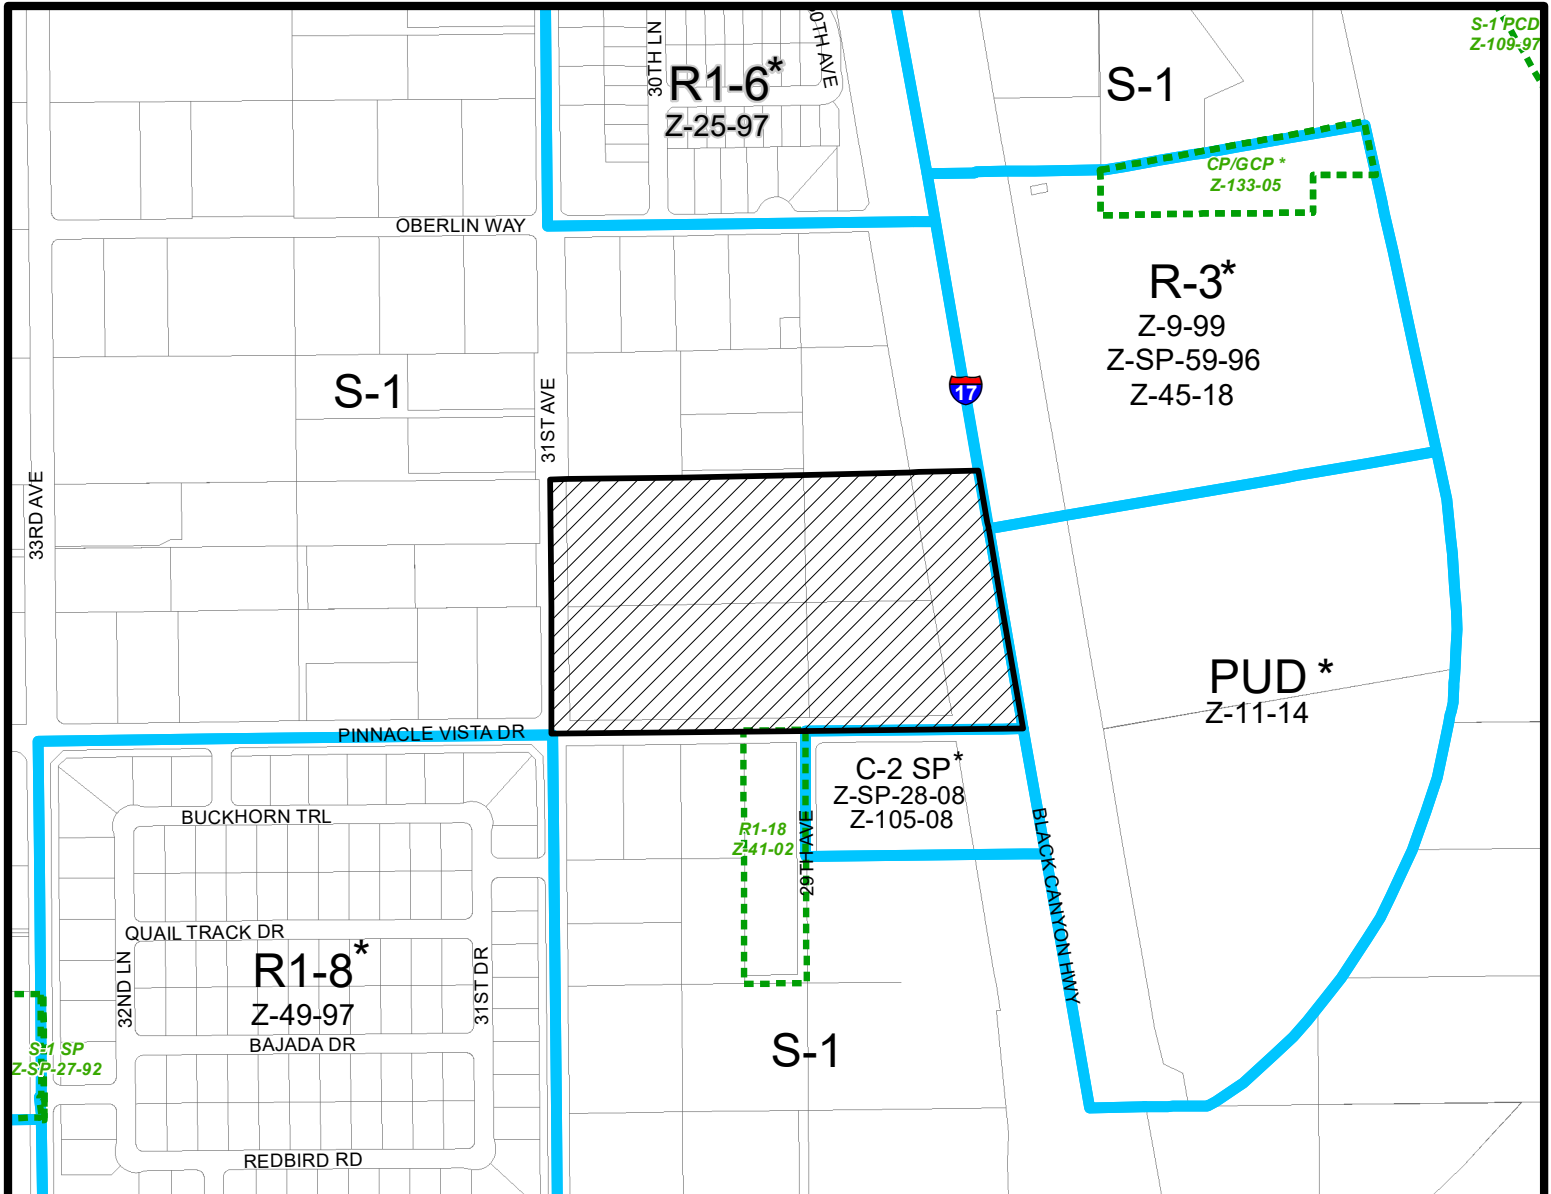 S-1 PCD
Z-109-97
30TH LN
R1-6*
Z-25-97
S-1
CP/GCP *
Z-133-05
OBERLIN WAY
R-3*
Z-9-99
Z-SP-59-96
Z-45-18
S-1
31ST AVE
17
33RD AVE
PUD *
Z-11-14
PINNACLE VISTA DR
C-2 SP*
Z-SP-28-08
Z-105-08
BUCKHORN TRL
R1-18
Z-41-02
29TH AVE
BLACK CANYON HWY
QUAIL TRACK DR
R1-8*
Z-49-97
32ND LN
31ST DR
BAJADA DR
S-1
S-1 SP
Z-SP-27-92
REDBIRD RD